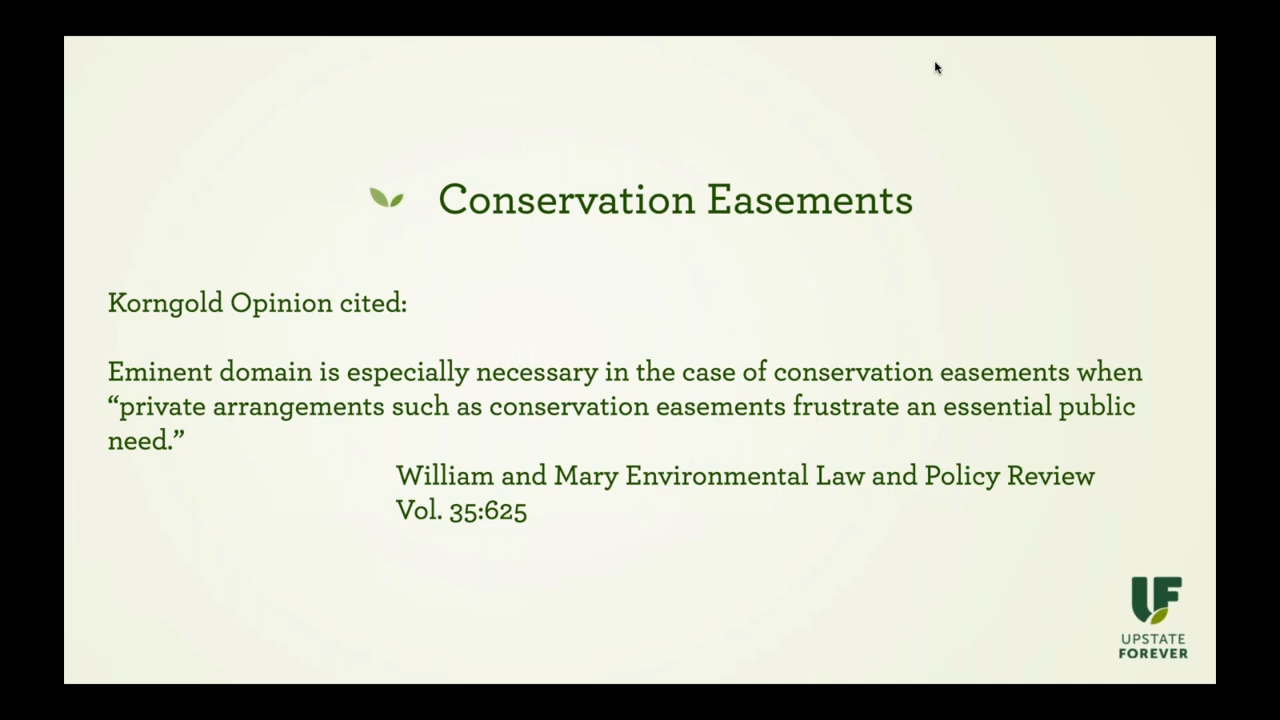 Conservation Easements
Korngold Opinion cited:
Eminent domain is especially necessary in the case of conservation easements when
“private arrangements such as conservation easements frustrate an essential public
need.”
William and Mary Environmental Law and Policy Review
Vol. 35:625
UF
UPSTATE
FOREVER